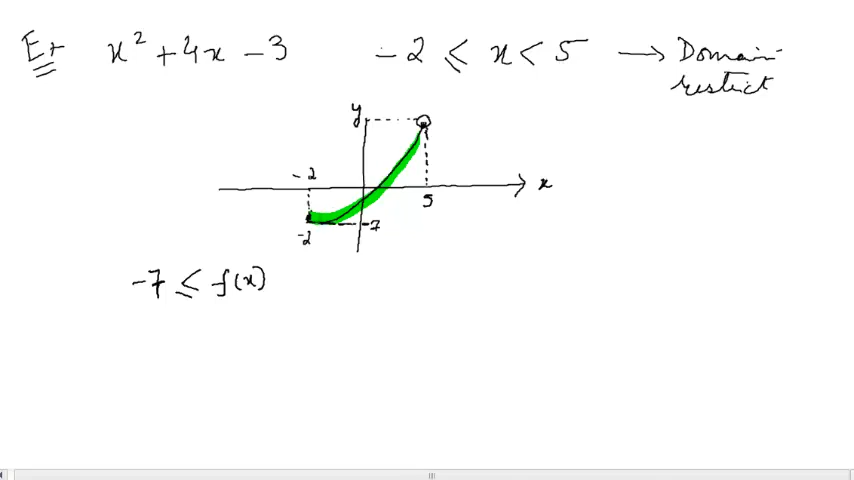 Ex x² + 4x - 3 -2 ≤ x < 5 → Domain
restrict
y
-2
x
5
-2 -7
-7 ≤ f(x)